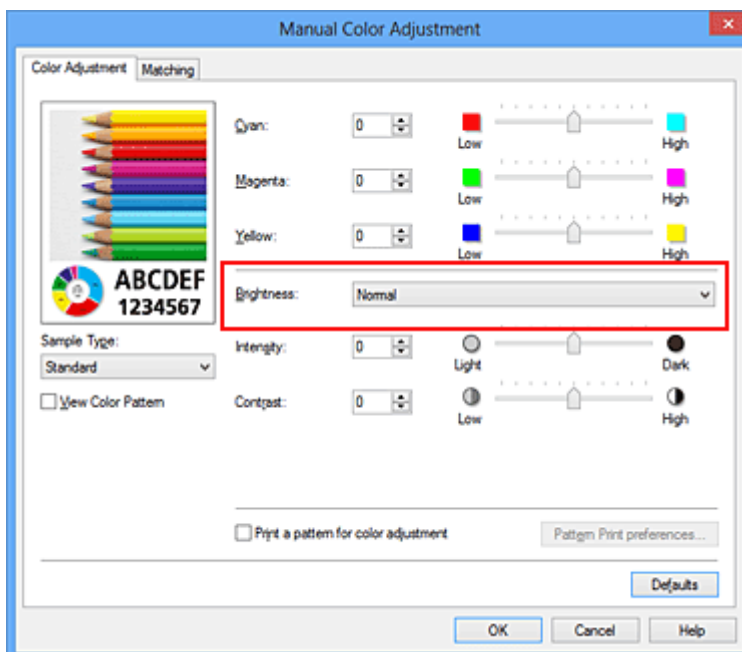 Manual Color Adjustment
Color Adjustment
Matching
Cyan: 0
Low High
Magenta: 0
Low High
Yellow: 0
Low High
ABCDEF
1234567
Brightness: Normal
Sample Type:
Standard
View Color Pattern
Intensity: 0
Light Dark
Contrast: 0
Low High
Print a pattern for color adjustment
Pattern Print preferences...
Defaults
OK Cancel Help